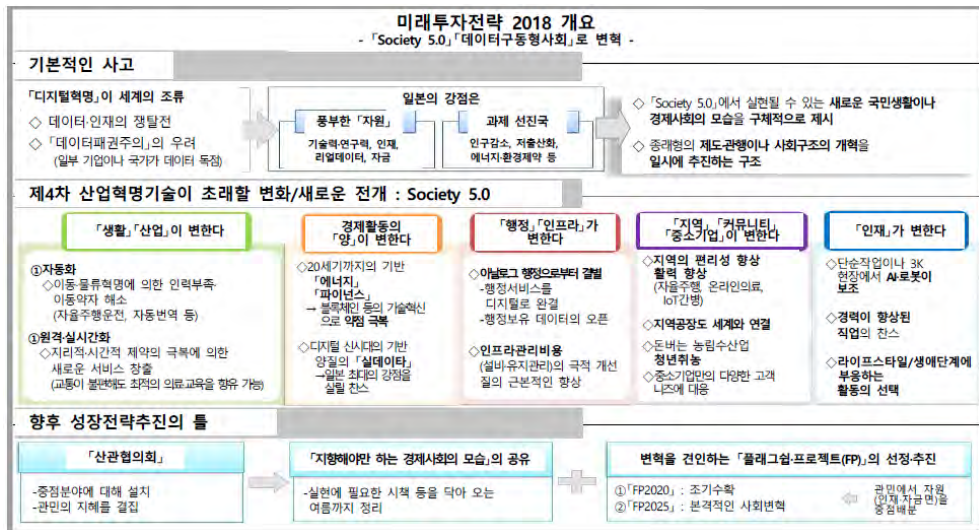 미래투자전략 2018 개요
- 「Society 5.0」「데이터구동형사회」로 변혁 -
기본적인 사고
「디지털혁명」이 세계의 조류
◇ 데이터·인재의 쟁탈전
◇ 「데이터패권주의」의 우려
(일부 기업이나 국가가 데이터 독점)
일본의 강점은
풍부한 「자원」
기술력·연구력, 인재,
리얼데이터, 자금
과제 선진국
인구감소, 저출산화,
에너지·환경제약 등
◇ 「Society 5.0」에서 실현될 수 있는 새로운 국민생활이나
경제사회의 모습을 구체적으로 제시
◇ 종래형의 제도·관행이나 사회구조의 개혁을
일시에 추진하는 구조
제4차 산업혁명기술이 초래할 변화/새로운 전개 : Society 5.0
「생활」「산업」이 변한다
①자동화
◇이동·물류혁명에 의한 인력부족·
이동약자 해소
(자율주행운전, 자동번역 등)
①원격·실시간화
◇지리적·시간적 제약의 극복에 의한
새로운 서비스 창출
(교통이 불편해도 최적의 의료교육을 향유 가능)
경제활동의
「양」이 변한다
◇20세기까지의 기반
「에너지」
「파이넌스」
→ 블록체인 등의 기술혁신
으로 약점 극복
◇디지털 신시대의 기반
양질의 「실데이타」
→일본 최대의 강점을
살릴 찬스
「행정」「인프라」가
변한다
◇아날로그 행정으로부터 결별
-행정서비스를
디지털로 완결
-행정보유 데이터의 오픈
◇인프라관리비용
(설비·유지관리)의 극적 개선
질의 근본적인 향상
「지역」「커뮤니티」
「중소기업」이 변한다
◇지역의 편리성 향상
활력 향상
(자율주행, 온라인의료,
IoT간병)
◇지역공장도 세계와 연결
◇돈버는 농림수산업
청년취농
◇중소기업만의 다양한 고객
니즈에 대응
「인재」가 변한다
◇단순작업이나 3K
현장에서 AI·로봇이
보조
◇경력이 향상된
직업의 찬스
◇라이프스타일/생애단계에
부응하는
활동의 선택
향후 성장전략추진의 틀
「산관협의회」
-중점분야에 대해 설치
-관민의 지혜를 결집
「지향해야만 하는 경제사회의 모습」의 공유
-실현에 필요한 시책 등을 닥아 오는
여름까지 정리
변혁을 견인하는 「플래그쉽·프로젝트(FP)」의 선정·추진
①「FP2020」 : 조기수확
②「FP2025」 : 본격적인 사회변혁
관민에서 자원
(인재·자금면)을
중점배분